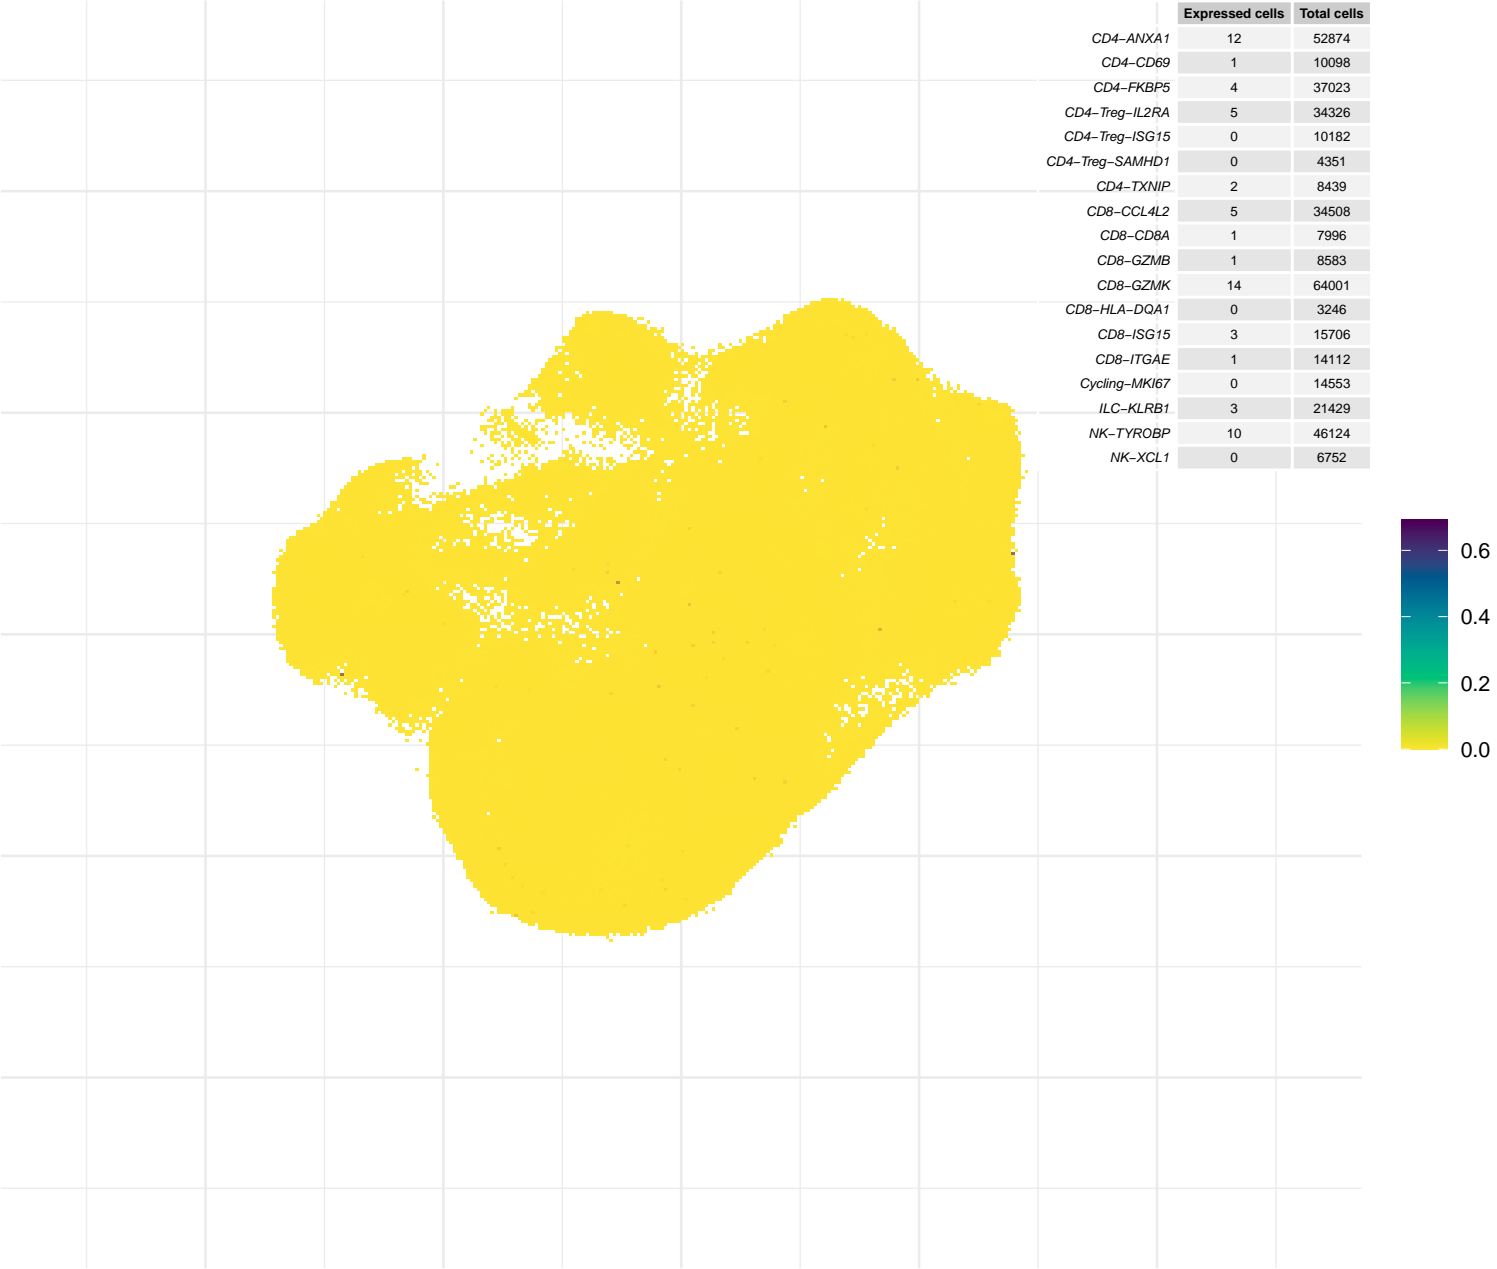 Expressed cells Total cells
CD4−ANXA1 12 52874
CD4−CD69 1 10098
CD4−FKBP5 4 37023
CD4−Treg−IL2RA 5 34326
CD4−Treg−ISG15 0 10182
CD4−Treg−SAMHD1 0 4351
CD4−TXNIP 2 8439
CD8−CCL4L2 5 34508
CD8−CD8A 1 7996
CD8−GZMB 1 8583
CD8−GZMK 14 64001
CD8−HLA−DQA1 0 3246
CD8−ISG15 3 15706
CD8−ITGAE 1 14112
Cycling−MKI67 0 14553
ILC−KLRB1 3 21429
NK−TYROBP 10 46124
NK−XCL1 0 6752
0.6
0.4
0.2
0.0